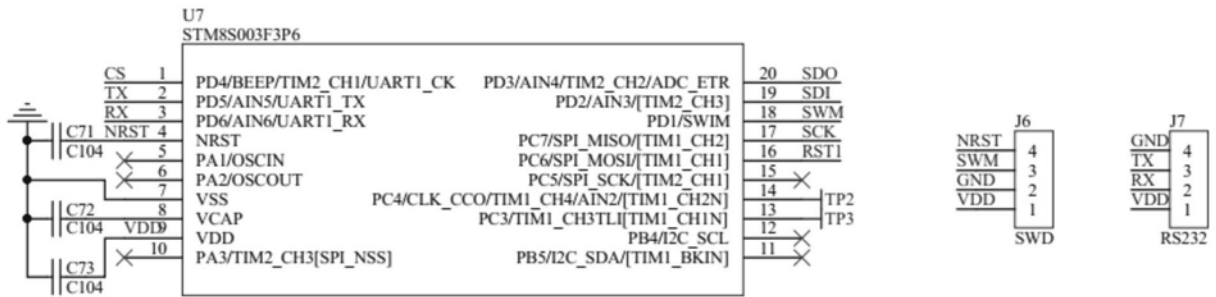 U7
STM8S003F3P6
CS 1 PD4/BEEP/TIM2_CH1/UART1_CK PD3/AIN4/TIM2_CH2/ADC_ETR 20 SDO
TX 2 PD5/AIN5/UART1_TX PD2/AIN3/[TIM2_CH3] 19 SDI
RX 3 PD6/AIN6/UART1_RX PD1/SWIM 18 SWM
C71 NRST 4 NRST PC7/SPI_MISO/[TIM1_CH2] 17 SCK
C104 5 PA1/OSCIN PC6/SPI_MOSI/[TIM1_CH1] 16 RST1
6 PA2/OSCOUT PC5/SPI_SCK/[TIM2_CH1] 15
7 VSS PC4/CLK_CCO/TIM1_CH4/AIN2/[TIM1_CH2N] 14 TP2
C72 8 VCAP PC3/TIM1_CH3TLI[TIM1_CH1N] 13 TP3
C104 VDD 9 VDD PB4/I2C_SCL 12
10 PA3/TIM2_CH3[SPI_NSS] PB5/I2C_SDA/[TIM1_BKIN] 11
C73
C104
J6
NRST 4
SWM 3
GND 2
VDD 1
SWD
J7
GND 4
TX 3
RX 2
VDD 1
RS232